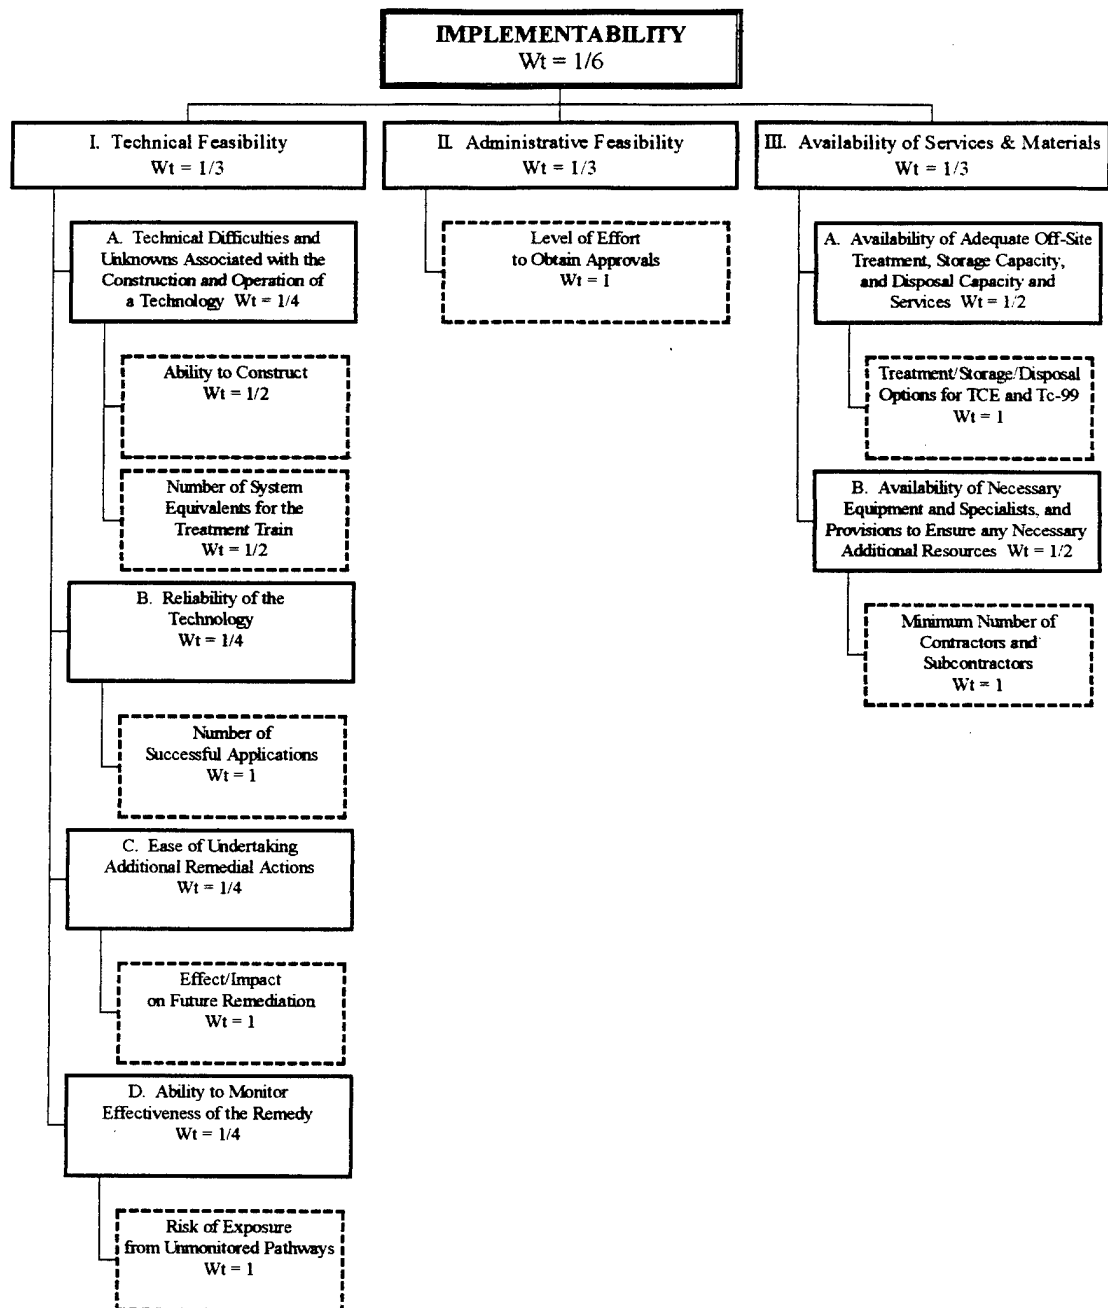 IMPLEMENTABILITY
Wt = 1/6
I. Technical Feasibility
Wt = 1/3
A. Technical Difficulties and
Unknowns Associated with the
Construction and Operation of
a Technology Wt = 1/4
Ability to Construct
Wt = 1/2
Number of System
Equivalents for the
Treatment Train
Wt = 1/2
B. Reliability of the
Technology
Wt = 1/4
Number of
Successful Applications
Wt = 1
C. Ease of Undertaking
Additional Remedial Actions
Wt = 1/4
Effect/Impact
on Future Remediation
Wt = 1
D. Ability to Monitor
Effectiveness of the Remedy
Wt = 1/4
Risk of Exposure
from Unmonitored Pathways
Wt = 1
II. Administrative Feasibility
Wt = 1/3
Level of Effort
to Obtain Approvals
Wt = 1
III. Availability of Services & Materials
Wt = 1/3
A. Availability of Adequate Off-Site
Treatment, Storage Capacity,
and Disposal Capacity and
Services Wt = 1/2
Treatment/Storage/Disposal
Options for TCE and Tc-99
Wt = 1
B. Availability of Necessary
Equipment and Specialists, and
Provisions to Ensure any Necessary
Additional Resources Wt = 1/2
Minimum Number of
Contractors and
Subcontractors
Wt = 1